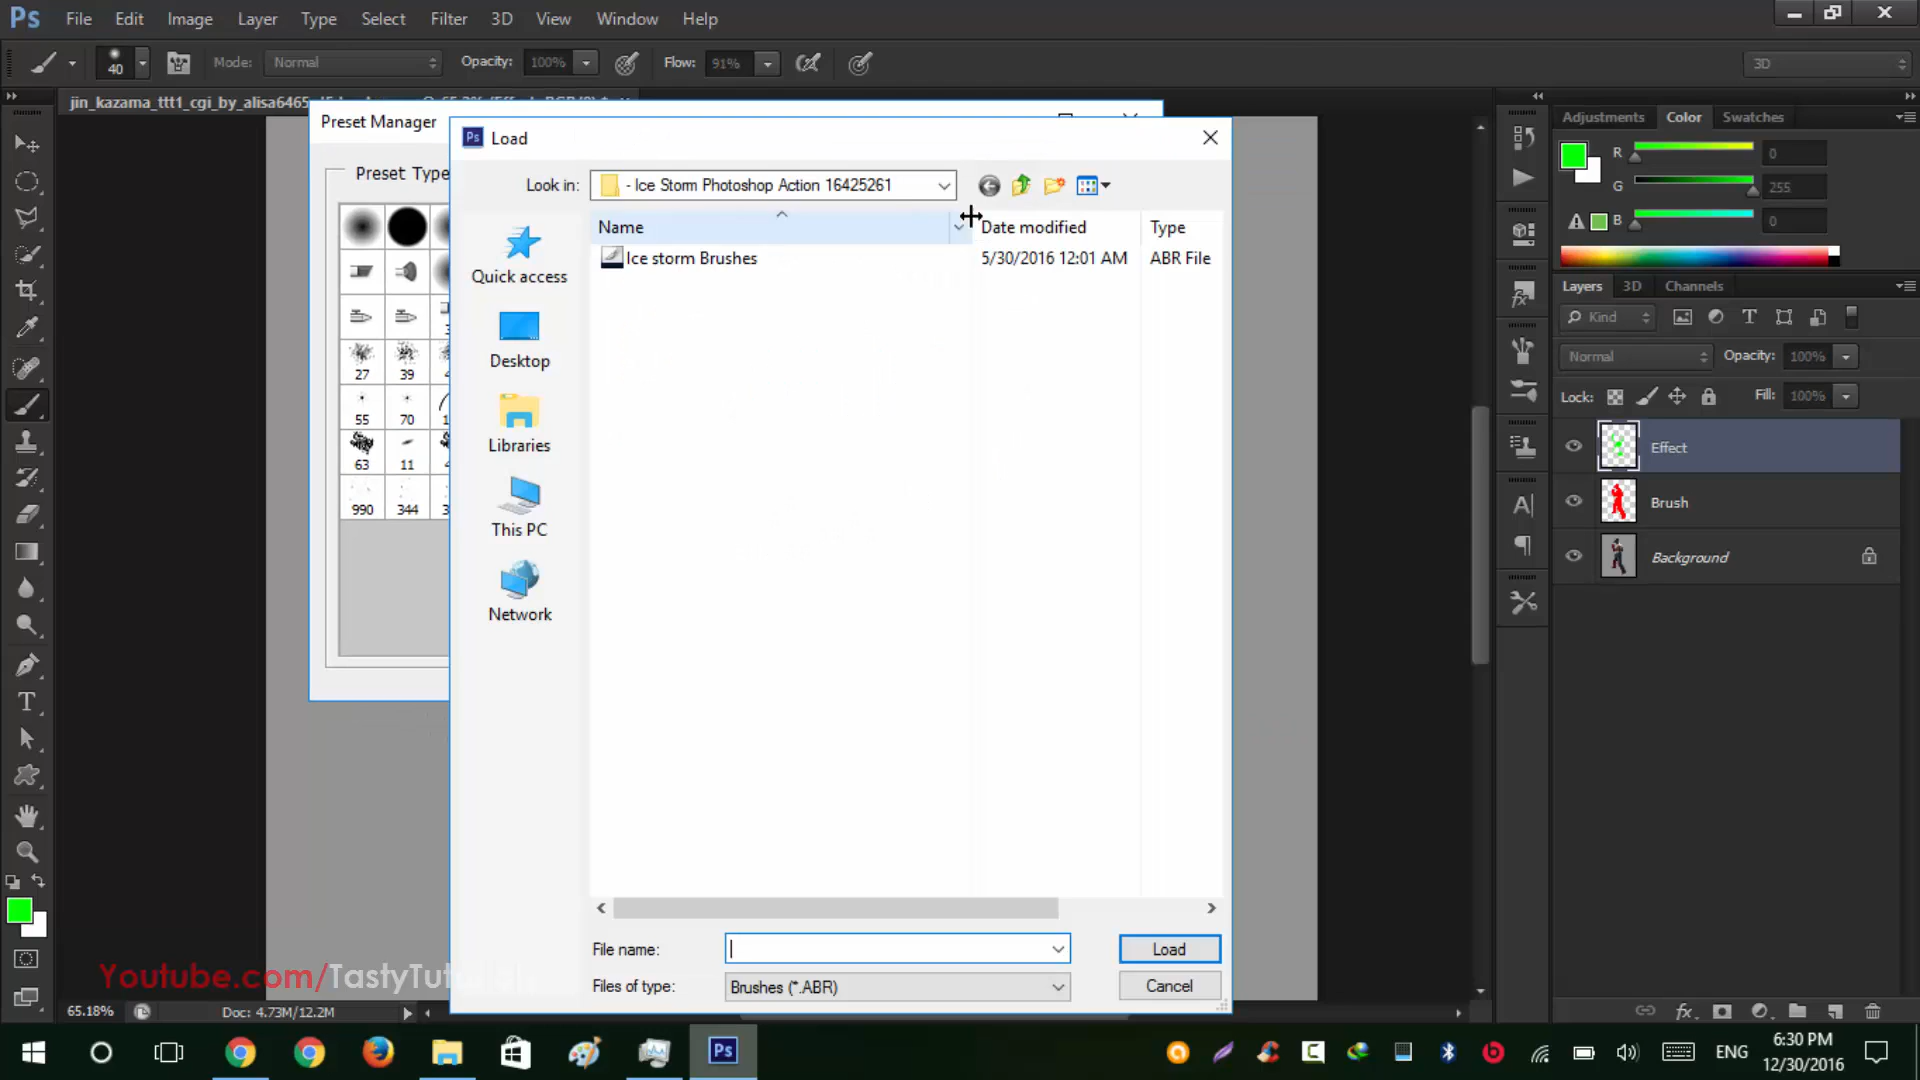 Ps File Edit Image Layer Type Select Filter 3D View Window Help
40 Mode: Normal Opacity: 100% Flow: 91% 3D
jin_kazama_ttt1_cgi_by_alisa6465
Preset Manager
Preset Type
27 39
55 70
63 11
990 344
Ps Load
Look in: - Ice Storm Photoshop Action 16425261
Name Date modified Type
Ice storm Brushes 5/30/2016 12:01 AM ABR File
Quick access
Desktop
Libraries
This PC
Network
File name: Load
Files of type: Brushes (*.ABR) Cancel
Adjustments Color Swatches
R 0
G 255
B 0
Layers 3D Channels
Kind
Normal Opacity: 100%
Lock: Fill: 100%
Effect
Brush
Background
Youtube.com/TastyTuto
65.18% Doc: 4.73M/12.2M
Ps ENG 6:30 PM
12/30/2016